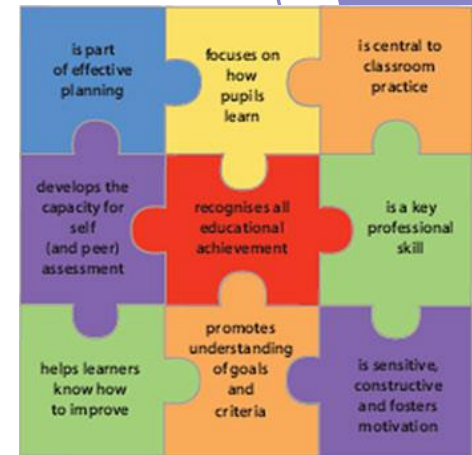 is part
of effective
planning
focuses on
how
pupils
learn
is central to
classroom
practice
develops the
capacity for
self
(and peer)
assessment
recognises all
educational
achievement
is a key
professional
skill
helps learners
know how
to improve
promotes
understanding
of goals
and
criteria
is sensitive,
constructive
and fosters
motivation